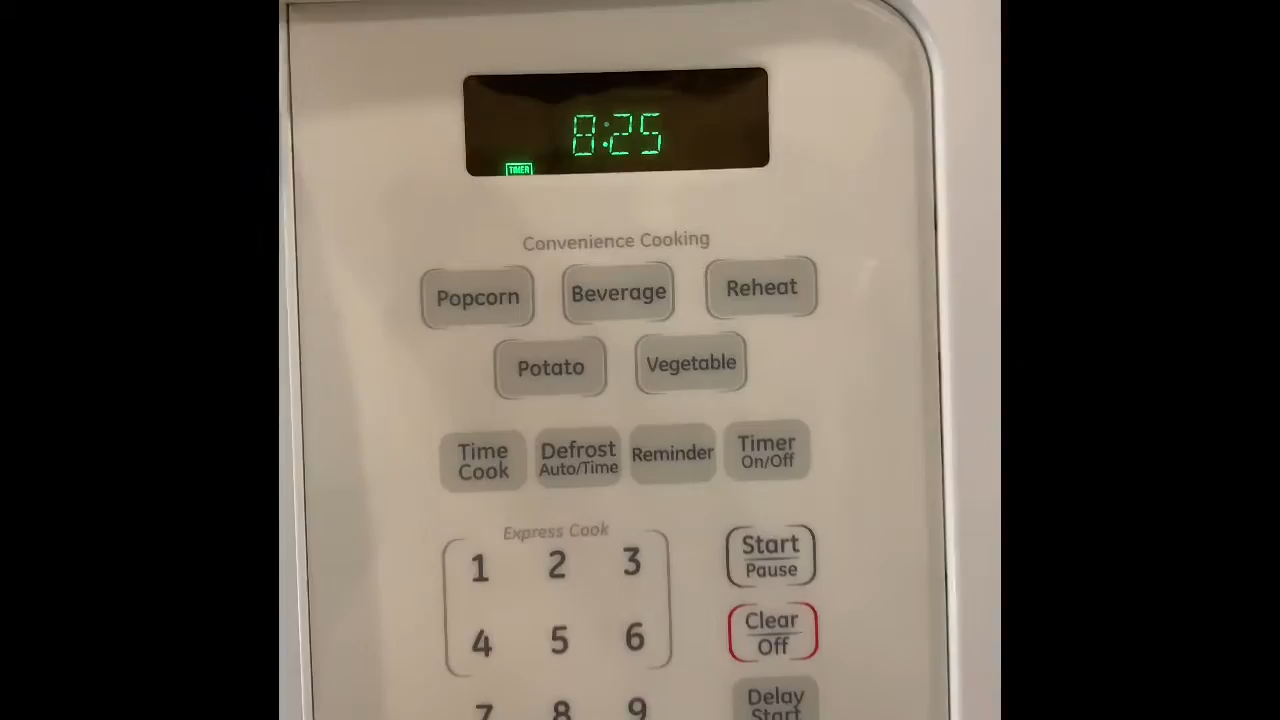 8:25
TIMER
Convenience Cooking
Popcorn Beverage Reheat
Potato Vegetable
Time Cook
Defrost Auto/Time
Reminder
Timer On/Off
Express Cook
1 2 3
Start Pause
4 5 6
Clear Off
7 8 9
Delay Start